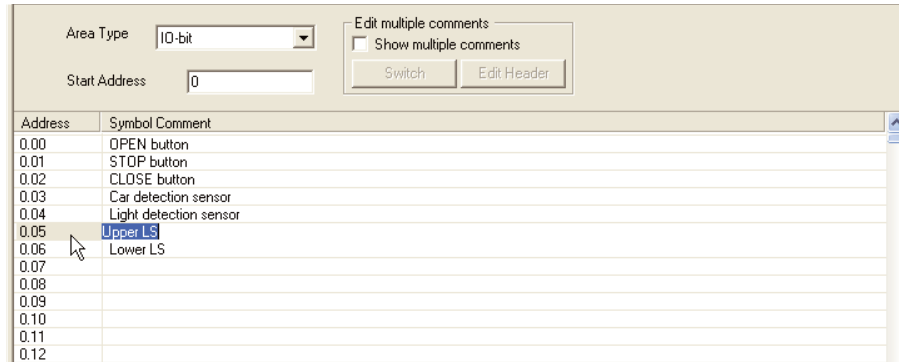 Area Type IO-bit
Edit multiple comments
Show multiple comments
Start Address 0
Switch Edit Header
Address Symbol Comment
0.00 OPEN button
0.01 STOP button
0.02 CLOSE button
0.03 Car detection sensor
0.04 Light detection sensor
0.05 Upper LS
0.06 Lower LS
0.07
0.08
0.09
0.10
0.11
0.12